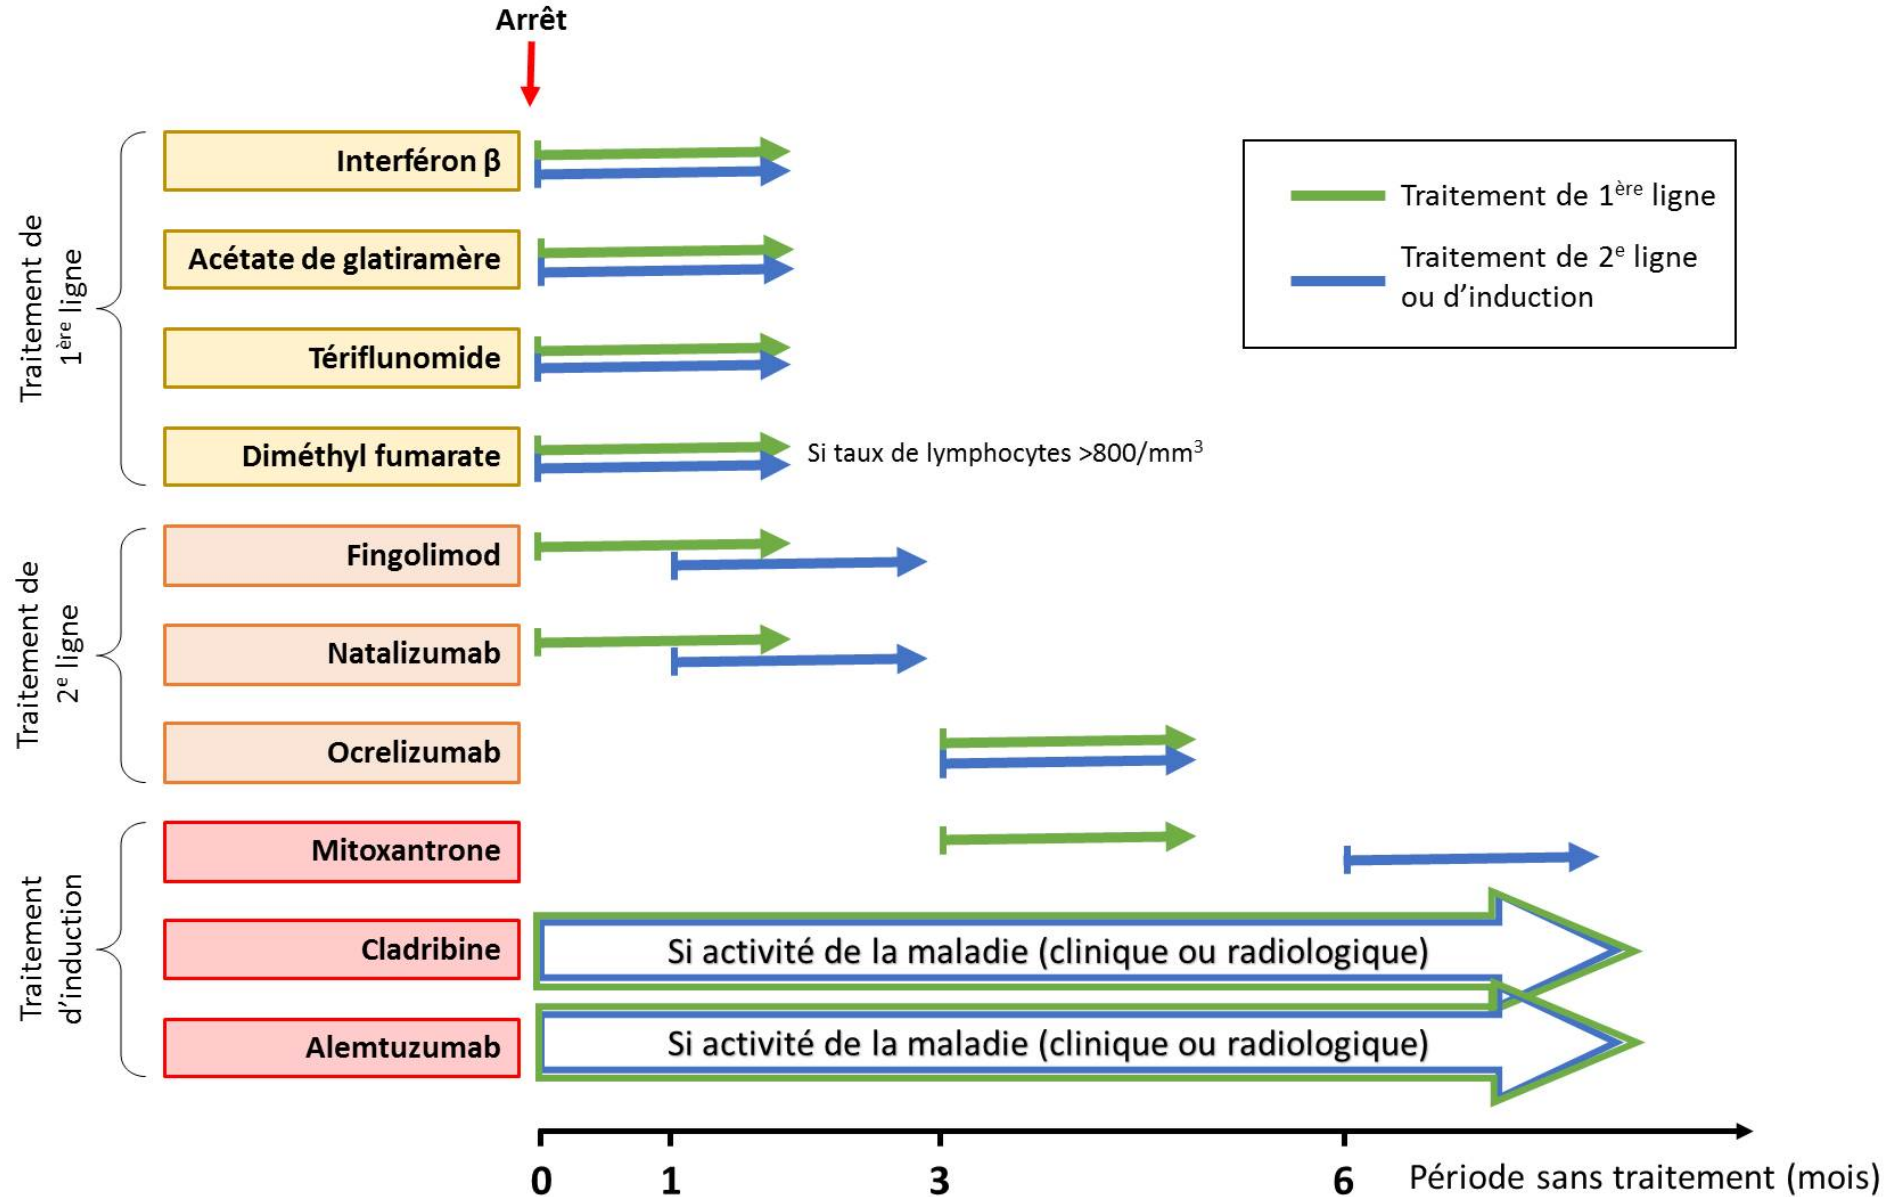 Arrêt
Traitement de
1ère ligne
Interféron β
Acétate de glatiramère
Tériflunomide
Diméthyl fumarate
Si taux de lymphocytes >800/mm³
Traitement de 1ère ligne
Traitement de 2e ligne
ou d’induction
Traitement de
2e ligne
Fingolimod
Natalizumab
Ocrelizumab
Traitement
d’induction
Mitoxantrone
Cladribine
Si activité de la maladie (clinique ou radiologique)
Alemtuzumab
Si activité de la maladie (clinique ou radiologique)
0 1 3 6 Période sans traitement (mois)